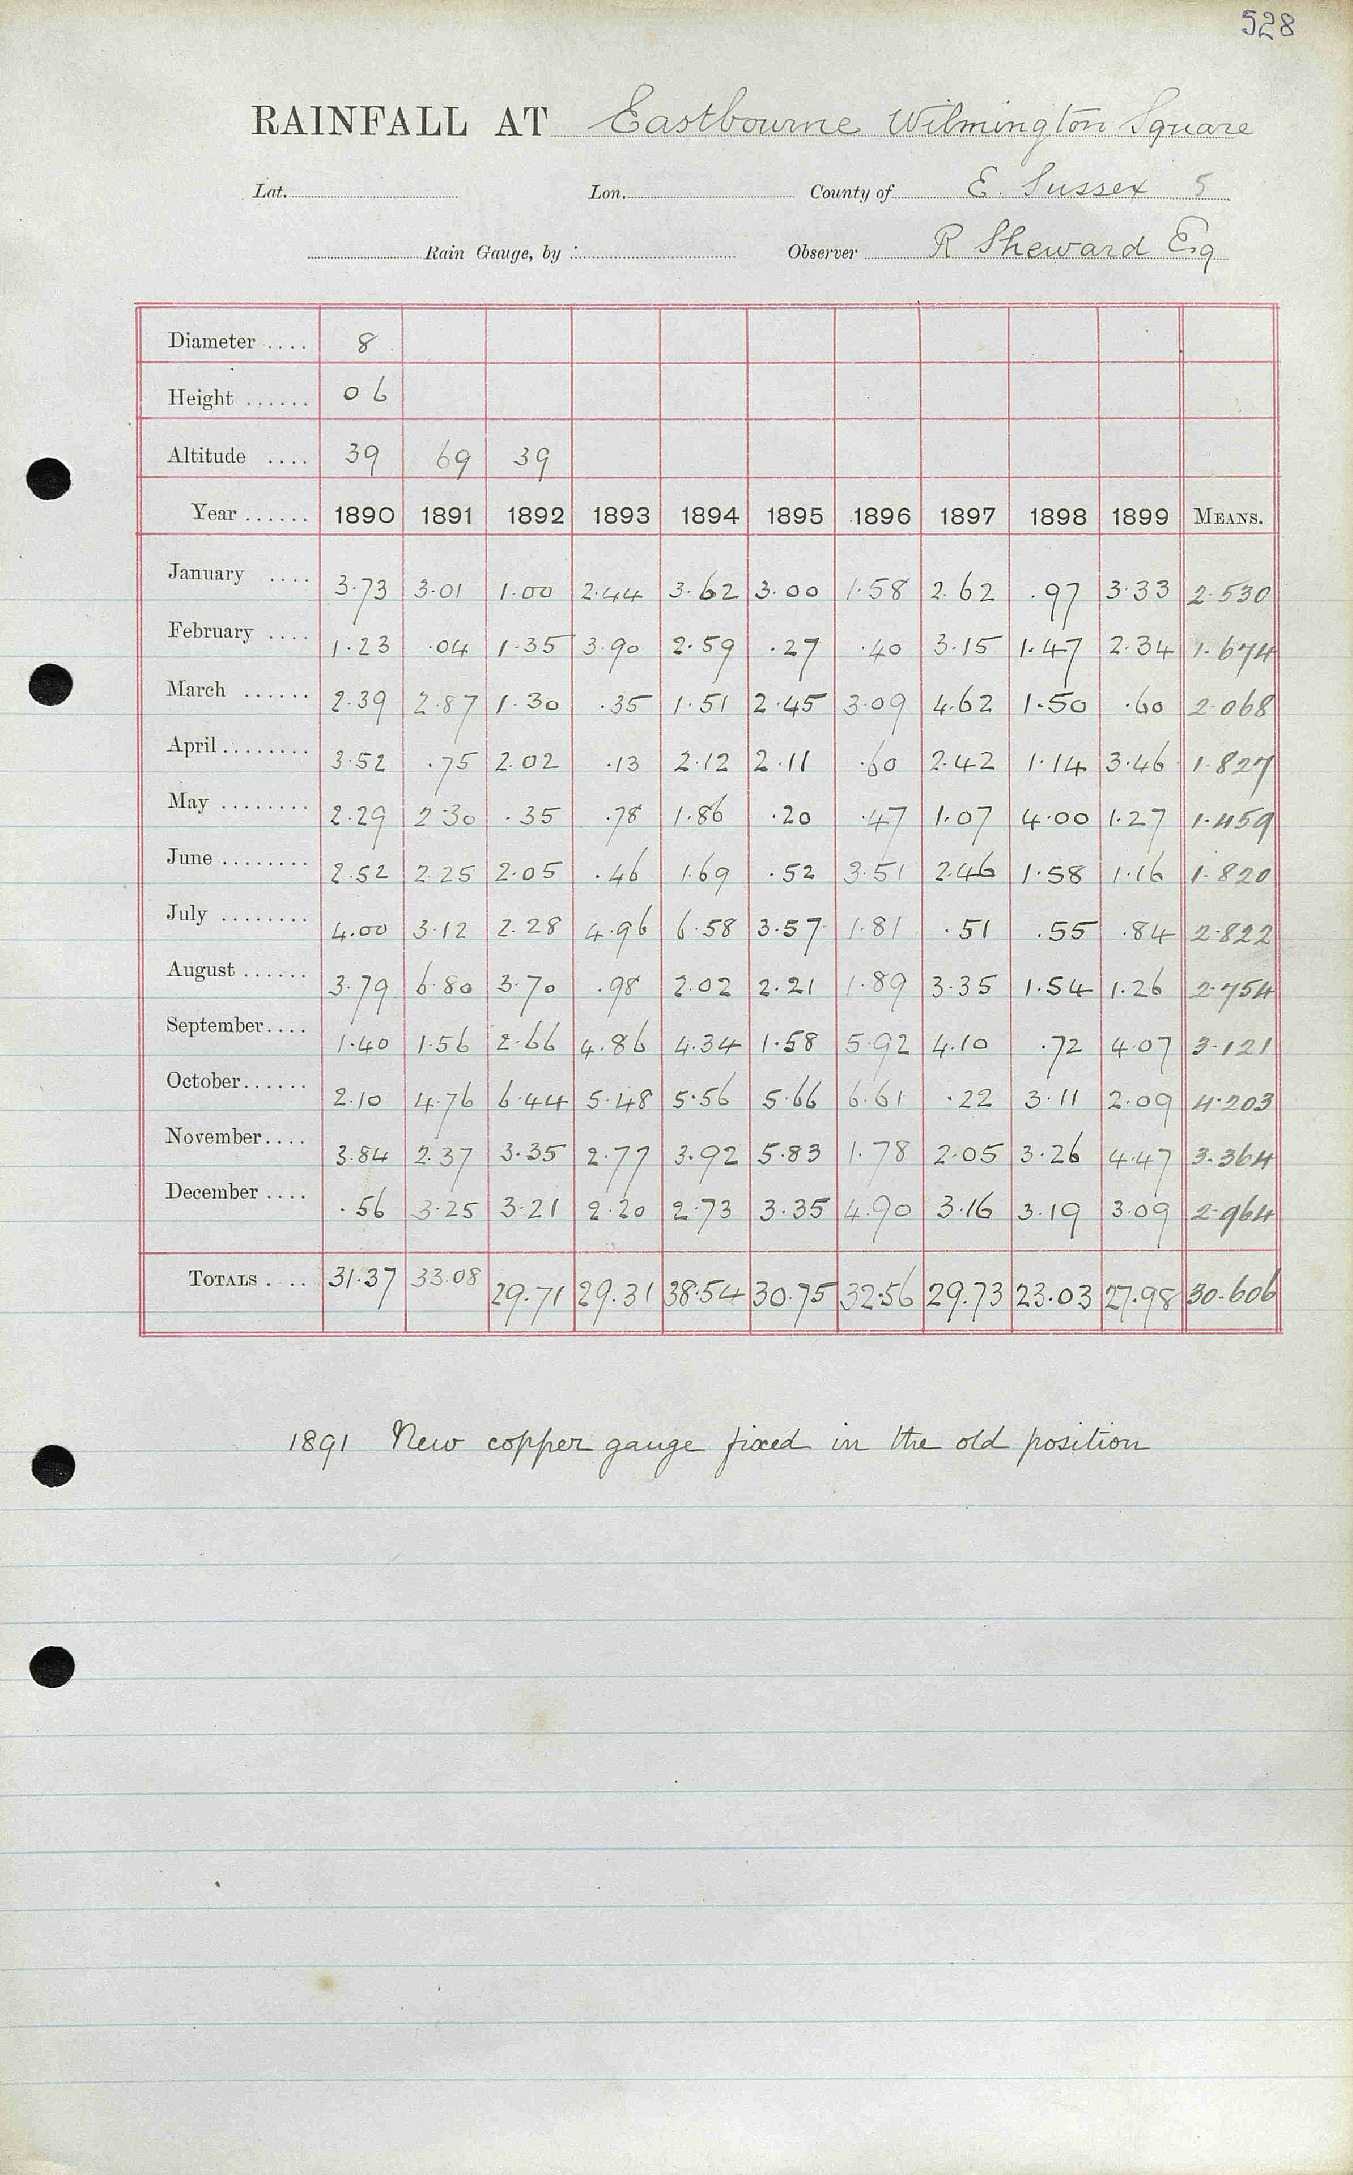 528
RAINFALL AT Eastbourne Wilmington Square
Lat. Lon. County of E. Sussex 5
Rain Gauge, by : Observer R Sheward Esq
Diameter .... 8
Height ...... 0 6
Altitude .... 39 69 39
Year ...... 1890 1891 1892 1893 1894 1895 1896 1897 1898 1899 MEANS.
January .... 3.73 3.01 1.00 2.44 3.62 3.00 1.58 2.62 .97 3.33 2.530
February .... 1.23 .04 1.35 3.90 2.59 .27 .40 3.15 1.47 2.34 1.674
March ...... 2.39 2.87 1.30 .35 1.51 2.45 3.09 4.62 1.50 .60 2.068
April ........ 3.52 .75 2.02 .13 2.12 2.11 .60 2.42 1.14 3.46 1.827
May ........ 2.29 2.30 .35 .78 1.86 .20 .47 1.07 4.00 1.27 1.459
June ........ 2.52 2.25 2.05 .46 1.69 .52 3.51 2.46 1.58 1.16 1.820
July ........ 4.00 3.12 2.28 4.96 6.58 3.57 1.81 .51 .55 .84 2.822
August ...... 3.79 6.80 3.70 .98 2.02 2.21 1.89 3.35 1.54 1.26 2.754
September .... 1.40 1.56 2.66 4.86 4.34 1.58 5.92 4.10 .72 4.07 3.121
October ...... 2.10 4.76 6.44 5.48 5.56 5.66 6.61 .22 3.11 2.09 4.203
November .... 3.84 2.37 3.35 2.77 3.92 5.83 1.78 2.05 3.26 4.47 3.364
December .... .56 3.25 3.21 2.20 2.73 3.35 4.90 3.16 3.19 3.09 2.964
TOTALS .... 31.37 33.08 29.71 29.31 38.54 30.75 32.56 29.73 23.03 27.98 30.606
1891 New copper gauge fixed in the old position